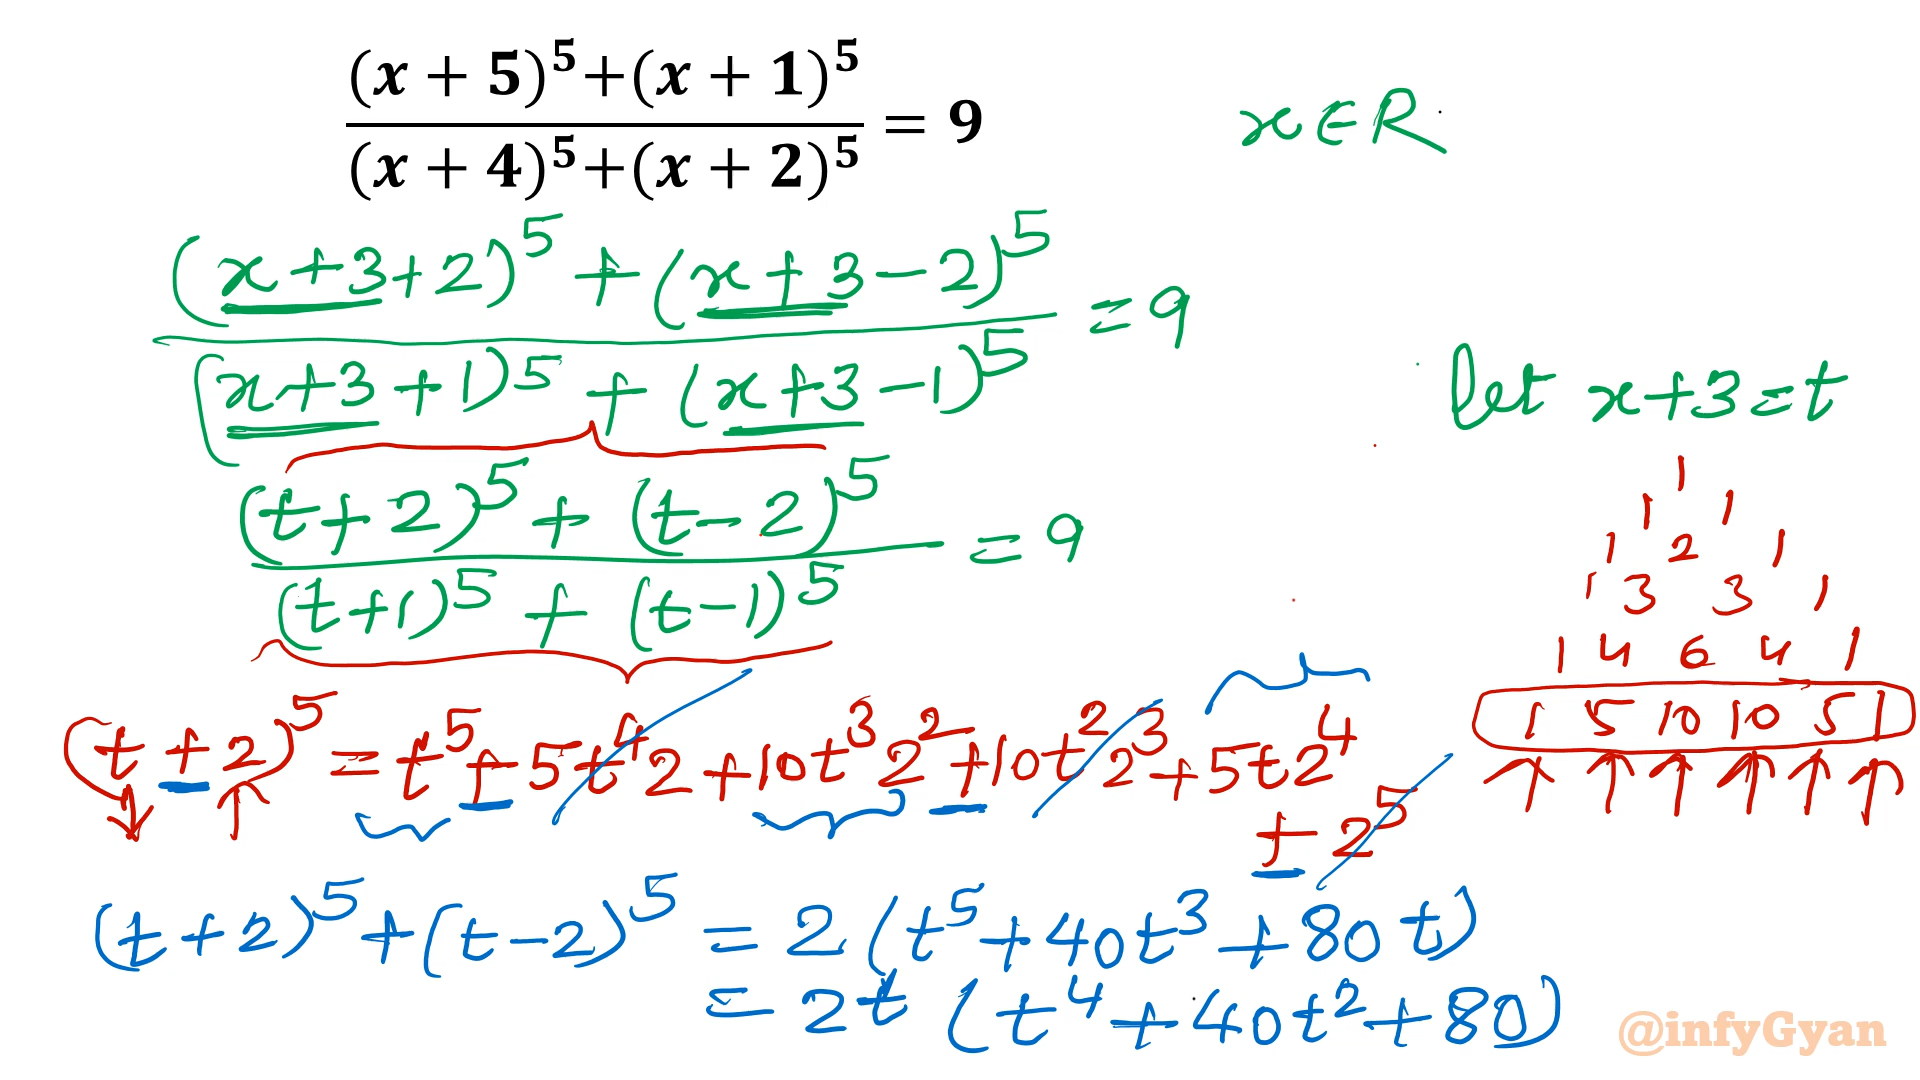 (x + 5)^5+(x + 1)^5
(x + 4)^5+(x + 2)^5 = 9
x ∈ R
(x+3+2)^5 + (x+3-2)^5
(x+3+1)^5 + (x+3-1)^5 = 9
let x+3=t
(t+2)^5 + (t-2)^5
(t+1)^5 + (t-1)^5 = 9
1
1 1
1 2 1
1 3 3 1
1 4 6 4 1
1 5 10 10 5 1
(t+2)^5 = t^5+5t^4 2+10t^3 2^2+10t^2 2^3+5t2^4
+2^5
(t+2)^5+(t-2)^5 = 2(t^5+40t^3+80t)
= 2t(t^4+40t^2+80)
@infyGyan